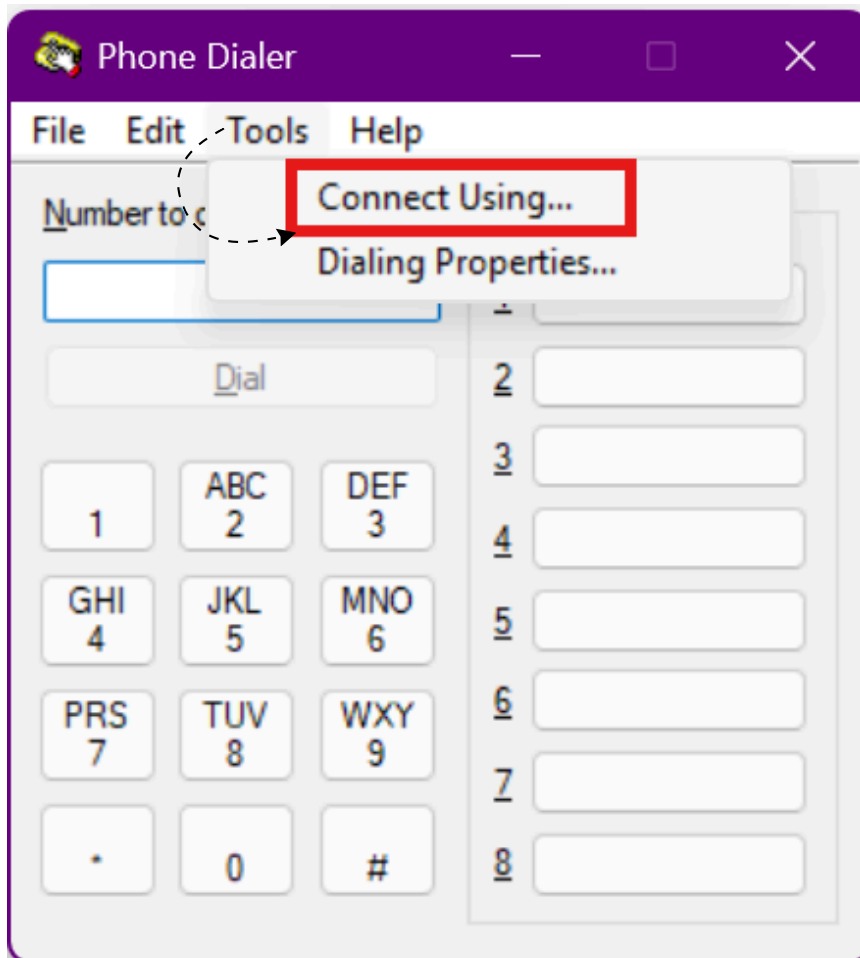 Phone Dialer
File Edit Tools Help
Connect Using...
Dialing Properties...
Number to
Dial
1
ABC
2
DEF
3
GHI
4
JKL
5
MNO
6
PRS
7
TUV
8
WXY
9
*
0
#
1
2
3
4
5
6
7
8